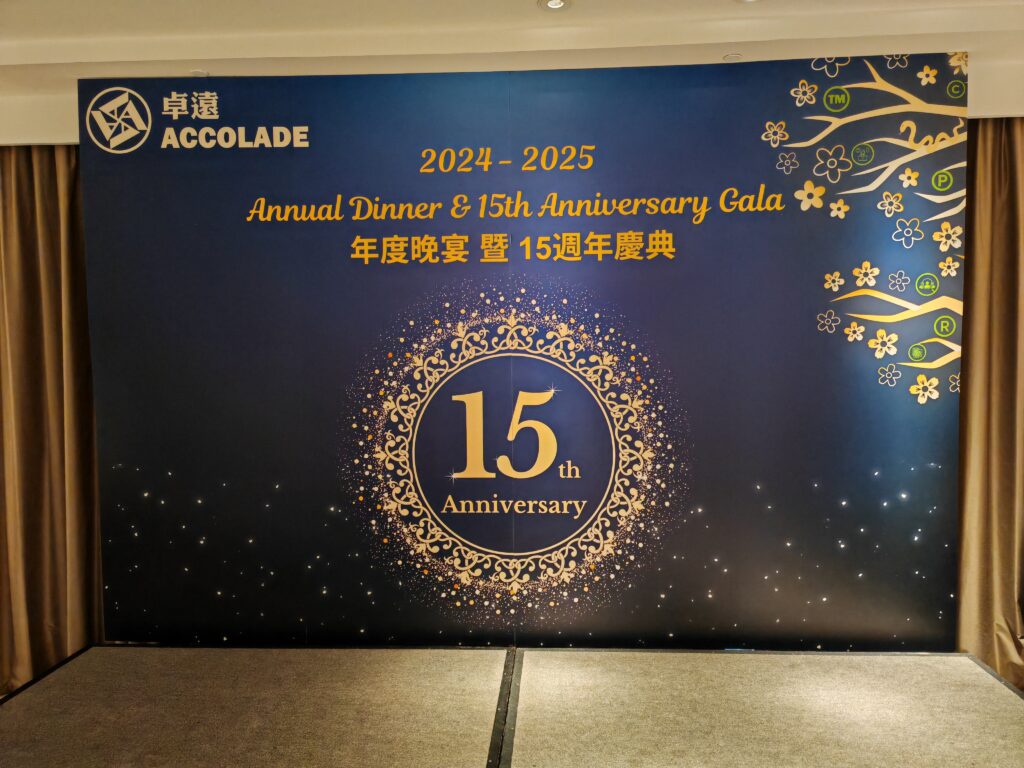 卓遠
ACCOLADE
2024 - 2025
Annual Dinner & 15th Anniversary Gala
年度晚宴 暨 15週年慶典
TM
C
P
R
15th
Anniversary